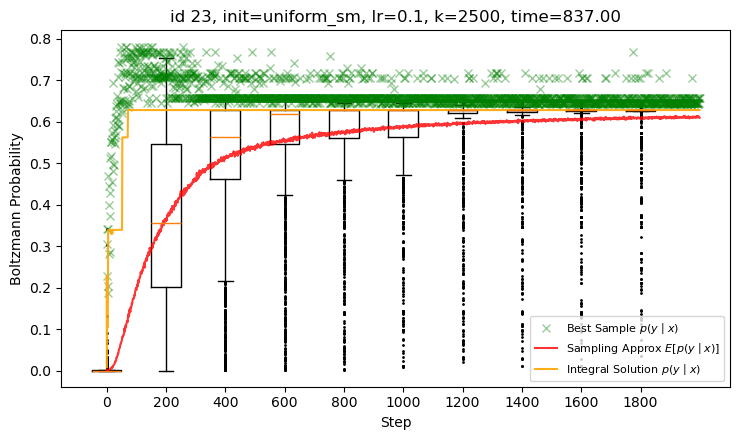 id 23, init=uniform_sm, lr=0.1, k=2500, time=837.00
Boltzmann Probability
0.8
0.7
0.6
0.5
0.4
0.3
0.2
0.1
0.0
Best Sample p(y | x)
Sampling Approx E[p(y | x)]
Integral Solution p(y | x)
0 200 400 600 800 1000 1200 1400 1600 1800
Step